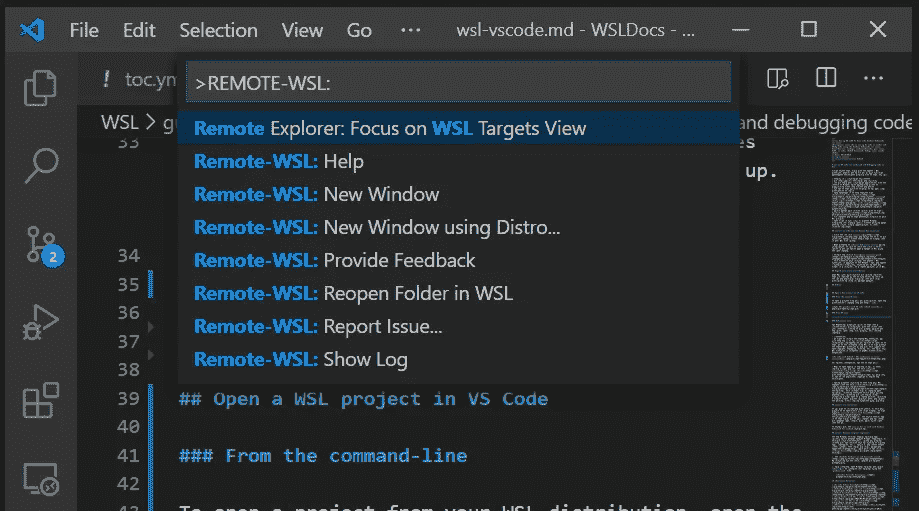 File Edit Selection View Go ··· wsl-vscode.md - WSLDocs - ...
! toc.ym
>REMOTE-WSL:
WSL > g and debugging code
Remote Explorer: Focus on WSL Targets View
33 es
Remote-WSL: Help
up.
Remote-WSL: New Window
Remote-WSL: New Window using Distro...
34
Remote-WSL: Provide Feedback
35
Remote-WSL: Reopen Folder in WSL
36
Remote-WSL: Report Issue...
37
Remote-WSL: Show Log
38
39 ## Open a WSL project in VS Code
2
40
41 ### From the command-line
42
43 To open a project from your WSL distribution, open the